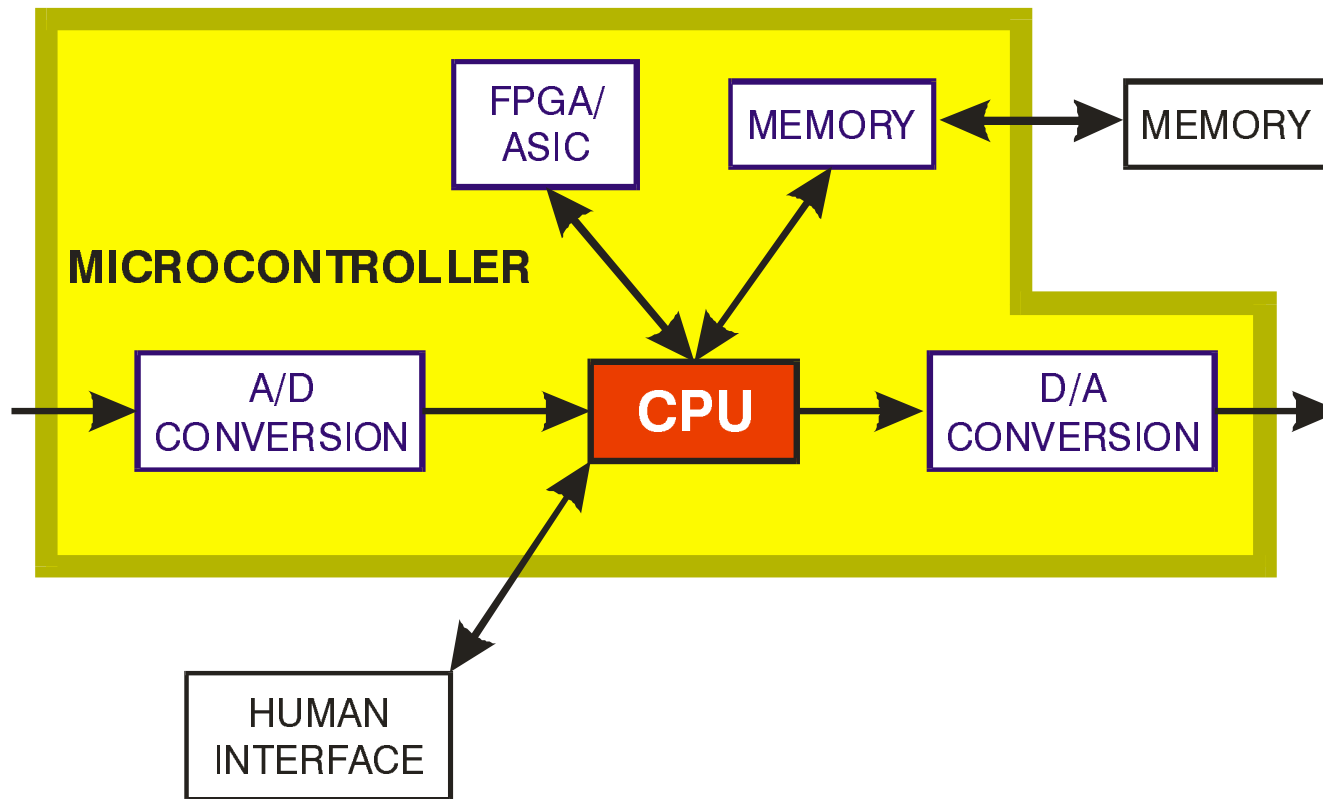 FPGA/
ASIC
MEMORY
MEMORY
MICROCONTROLLER
A/D
CONVERSION
CPU
D/A
CONVERSION
HUMAN
INTERFACE